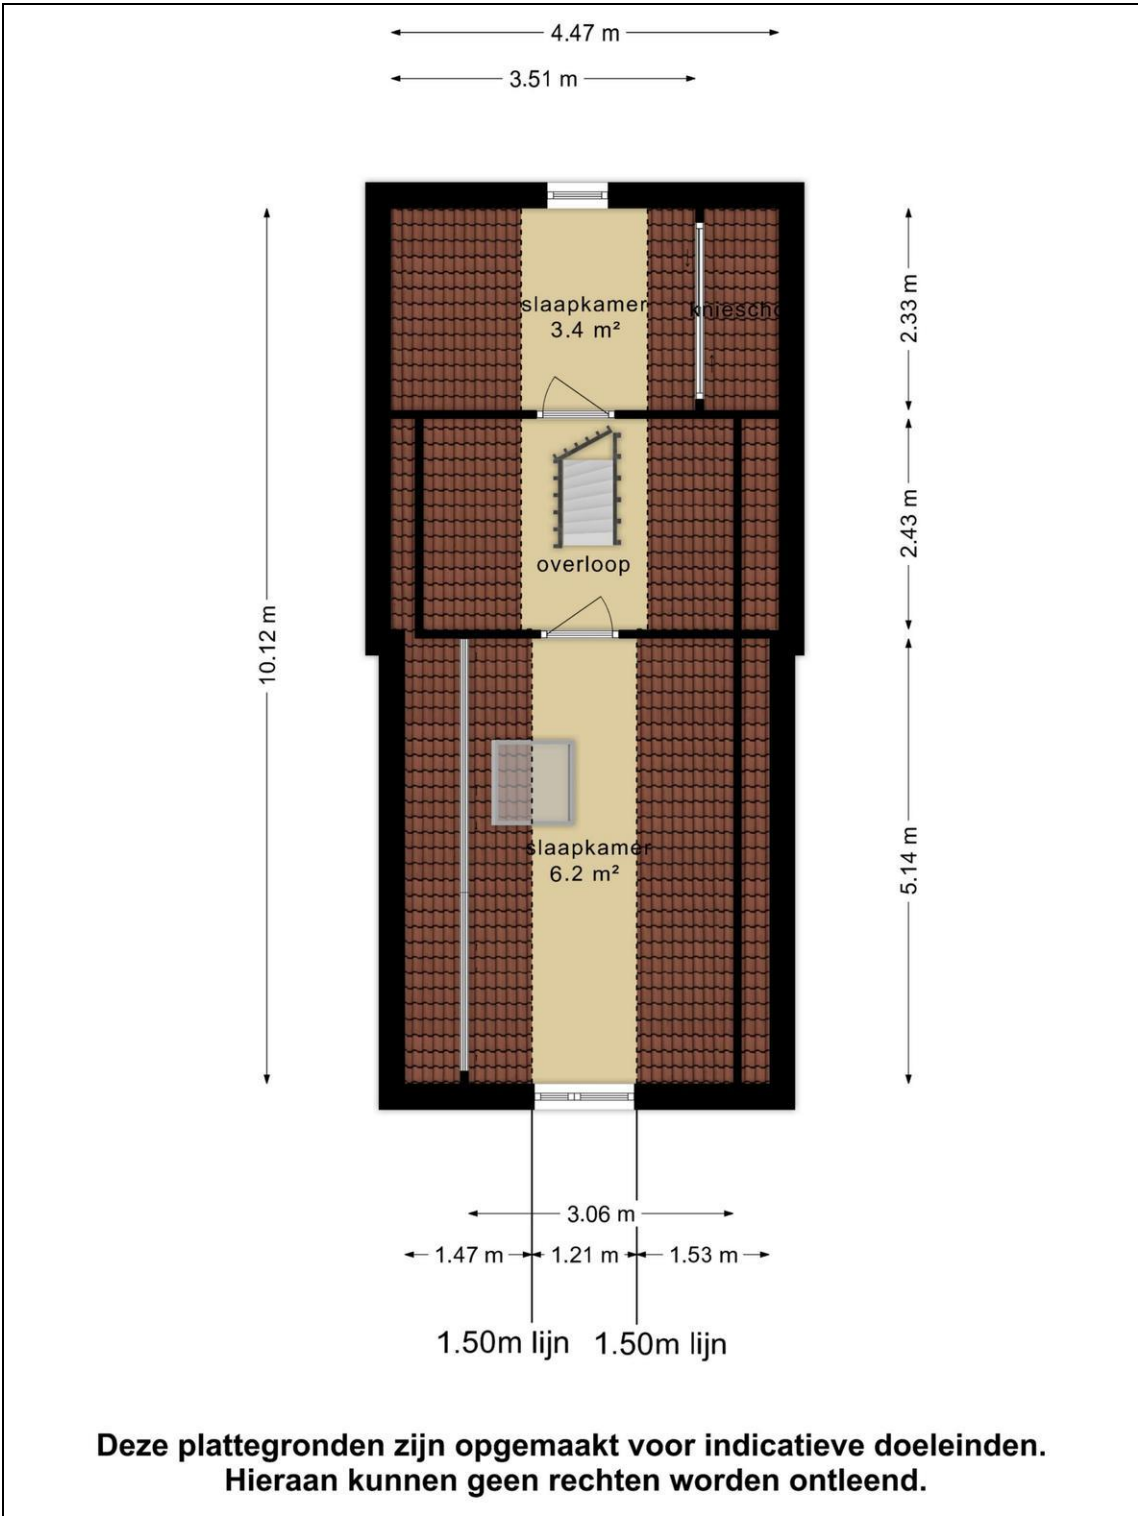 4.47 m
3.51 m
slaapkamer
3.4 m²
kniescho
2.33 m
2.43 m
overloop
10.12 m
slaapkamer
6.2 m²
5.14 m
3.06 m
1.47 m
1.21 m
1.53 m
1.50m lijn
1.50m lijn
Deze plattegronden zijn opgemaakt voor indicatieve doeleinden.
Hieraan kunnen geen rechten worden ontleend.